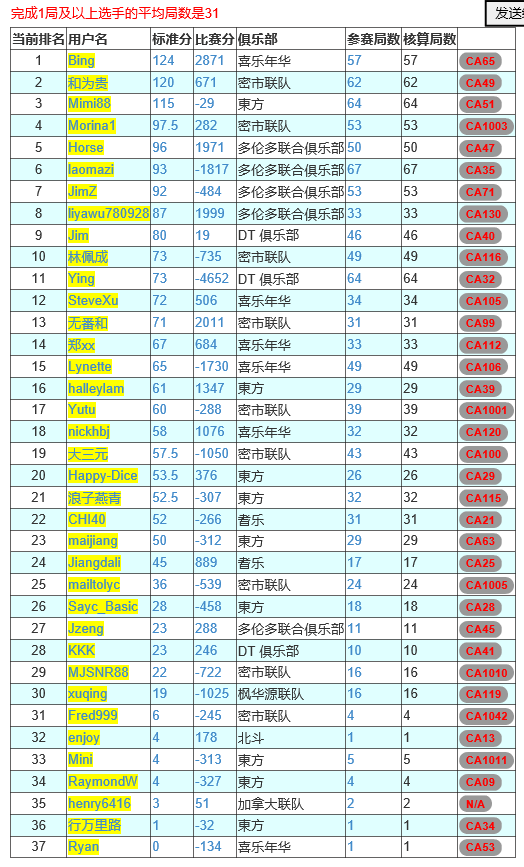 完成1局及以上选手的平均局数是31
发送
当前排名 用户名 标准分 比赛分 俱乐部 参赛局数 核算局数
1 Bing 124 2871 喜乐年华 57 57 CA65
2 和为贵 120 671 密市联队 62 62 CA49
3 Mimi88 115 -29 東方 64 64 CA51
4 Morina1 97.5 282 密市联队 53 53 CA1003
5 Horse 96 1971 多伦多联合俱乐部 50 50 CA47
6 laomazi 93 -1817 多伦多联合俱乐部 67 67 CA35
7 JimZ 92 -484 多伦多联合俱乐部 53 53 CA71
8 liyawu780928 87 1999 多伦多联合俱乐部 33 33 CA130
9 Jim 80 19 DT 俱乐部 46 46 CA40
10 林佩成 73 -735 密市联队 49 49 CA116
11 Ying 73 -4652 DT 俱乐部 64 64 CA32
12 SteveXu 72 506 喜乐年华 34 34 CA105
13 无番和 71 2011 密市联队 31 31 CA99
14 郑xx 67 684 喜乐年华 33 33 CA112
15 Lynette 65 -1730 喜乐年华 49 49 CA106
16 halleylam 61 1347 東方 29 29 CA39
17 Yutu 60 -288 密市联队 39 39 CA1001
18 nickhbj 58 1076 喜乐年华 32 32 CA120
19 大三元 57.5 -1050 密市联队 43 43 CA100
20 Happy-Dice 53.5 376 東方 26 26 CA29
21 浪子燕青 52.5 -307 東方 32 32 CA115
22 CHI40 52 -266 耆乐 31 31 CA21
23 maijiang 50 -312 東方 29 29 CA63
24 Jiangdali 45 889 耆乐 17 17 CA25
25 mailtolyc 36 -539 密市联队 24 24 CA1005
26 Sayc_Basic 28 -458 東方 18 18 CA28
27 Jzeng 23 288 多伦多联合俱乐部 11 11 CA45
28 KKK 23 246 DT 俱乐部 10 10 CA41
29 MJSNR88 22 -722 密市联队 16 16 CA1010
30 xuqing 19 -1025 枫华源联队 16 16 CA119
31 Fred999 6 -245 密市联队 4 4 CA1042
32 enjoy 4 178 北斗 1 1 CA13
33 Mini 4 -313 東方 5 5 CA1011
34 RaymondW 4 -327 東方 4 4 CA09
35 henry6416 3 51 加拿大联队 2 2 N/A
36 行万里路 1 -32 東方 1 1 CA34
37 Ryan 0 -134 喜乐年华 1 1 CA53